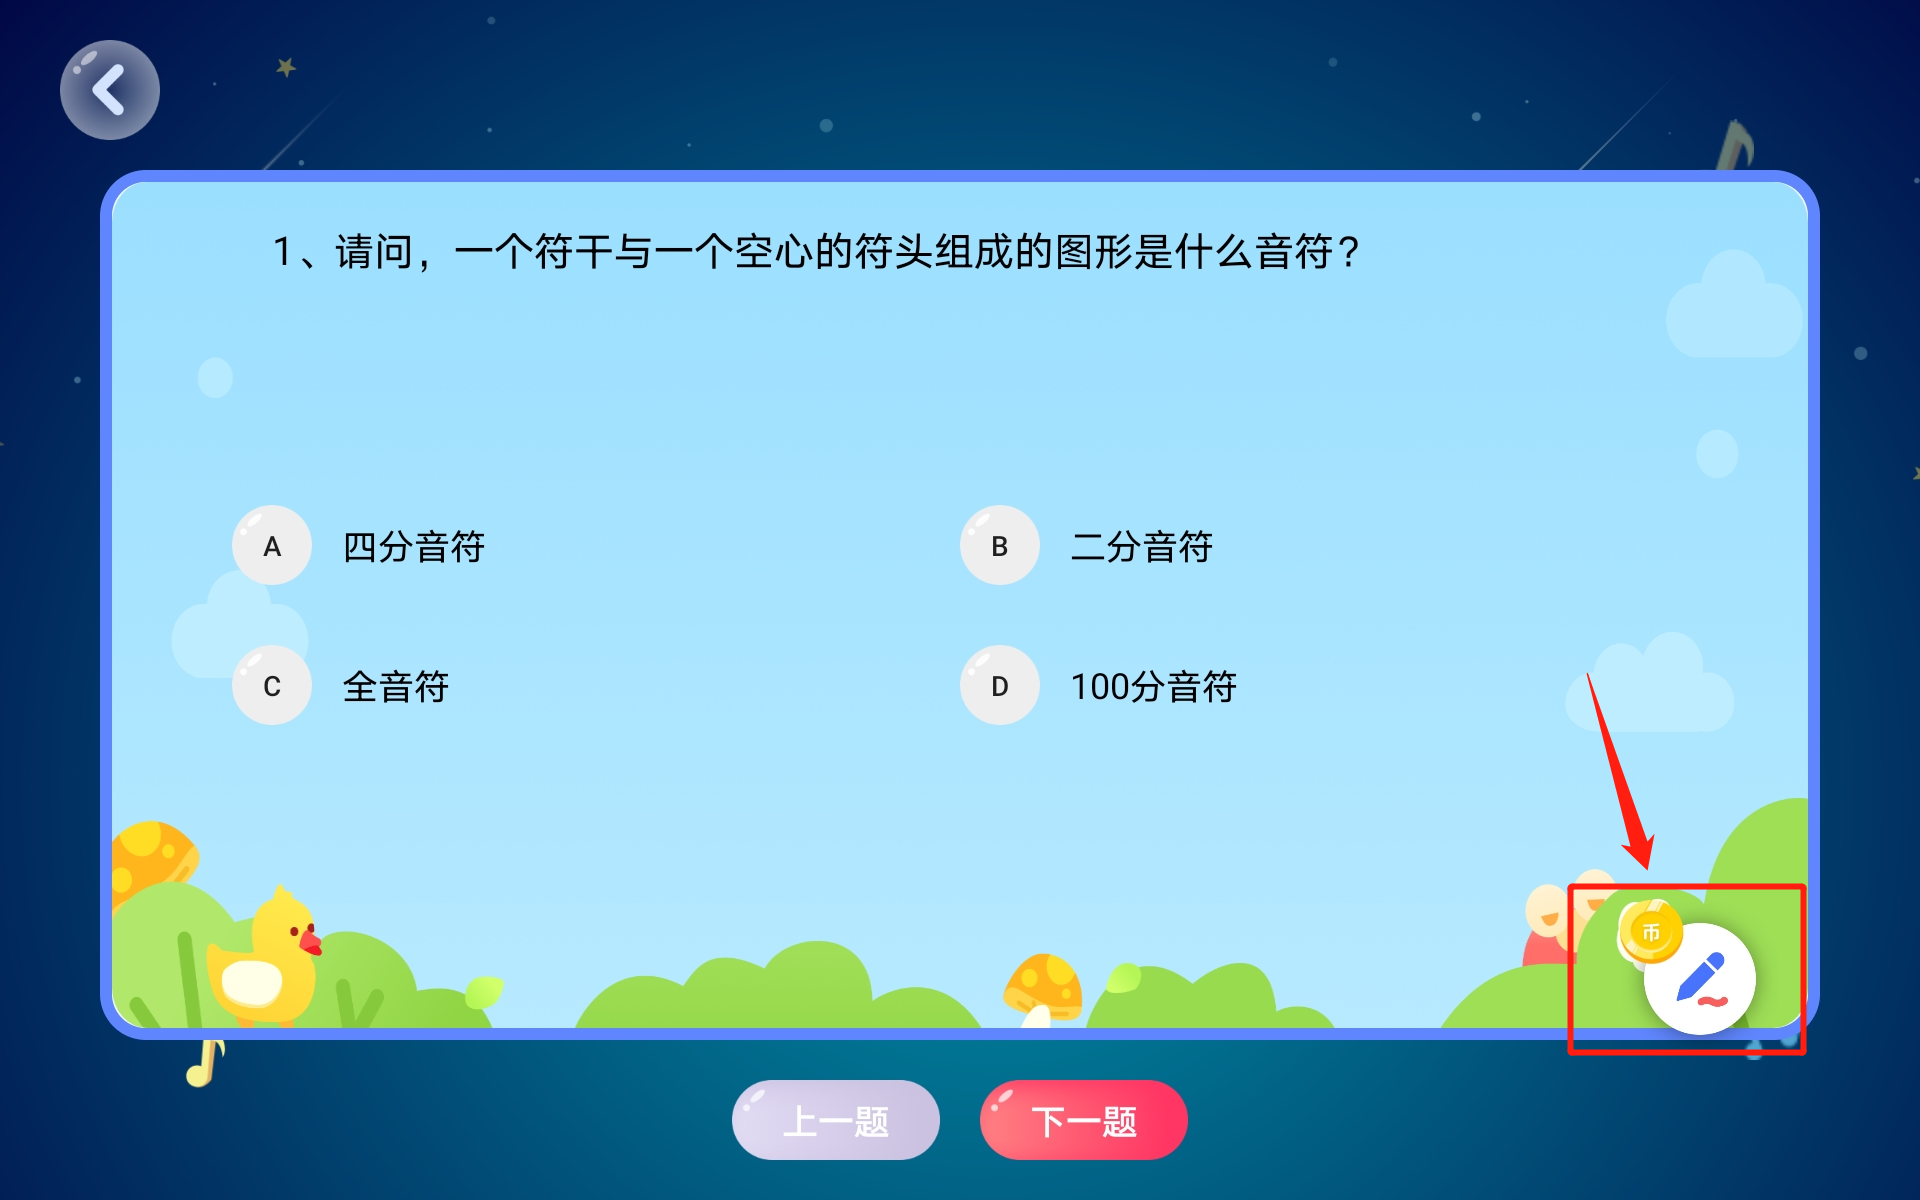 1、请问，一个符干与一个空心的符头组成的图形是什么音符？
A 四分音符
B 二分音符
C 全音符
D 100分音符
币
上一题
下一题